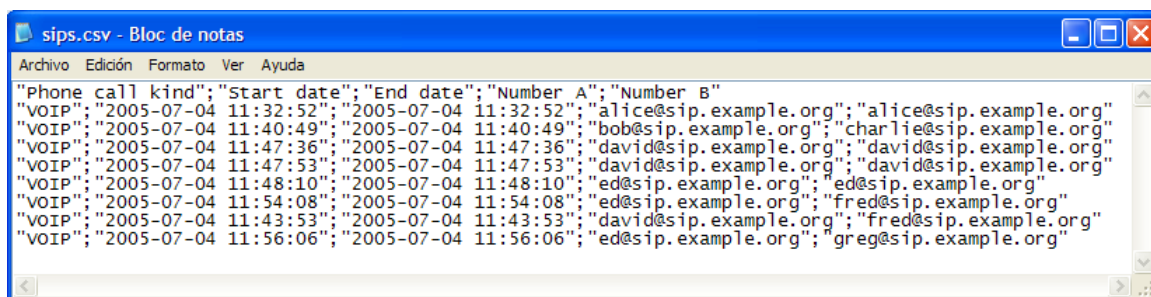 sips.csv - Bloc de notas
Archivo Edición Formato Ver Ayuda
"Phone call kind";"Start date";"End date";"Number A";"Number B"
"VOIP";"2005-07-04 11:32:52";"2005-07-04 11:32:52";"alice@sip.example.org";"alice@sip.example.org"
"VOIP";"2005-07-04 11:40:49";"2005-07-04 11:40:49";"bob@sip.example.org";"charlie@sip.example.org"
"VOIP";"2005-07-04 11:47:36";"2005-07-04 11:47:36";"david@sip.example.org";"david@sip.example.org"
"VOIP";"2005-07-04 11:47:53";"2005-07-04 11:47:53";"david@sip.example.org";"david@sip.example.org"
"VOIP";"2005-07-04 11:48:10";"2005-07-04 11:48:10";"ed@sip.example.org";"ed@sip.example.org"
"VOIP";"2005-07-04 11:54:08";"2005-07-04 11:54:08";"ed@sip.example.org";"fred@sip.example.org"
"VOIP";"2005-07-04 11:43:53";"2005-07-04 11:43:53";"david@sip.example.org";"fred@sip.example.org"
"VOIP";"2005-07-04 11:56:06";"2005-07-04 11:56:06";"ed@sip.example.org";"greg@sip.example.org"